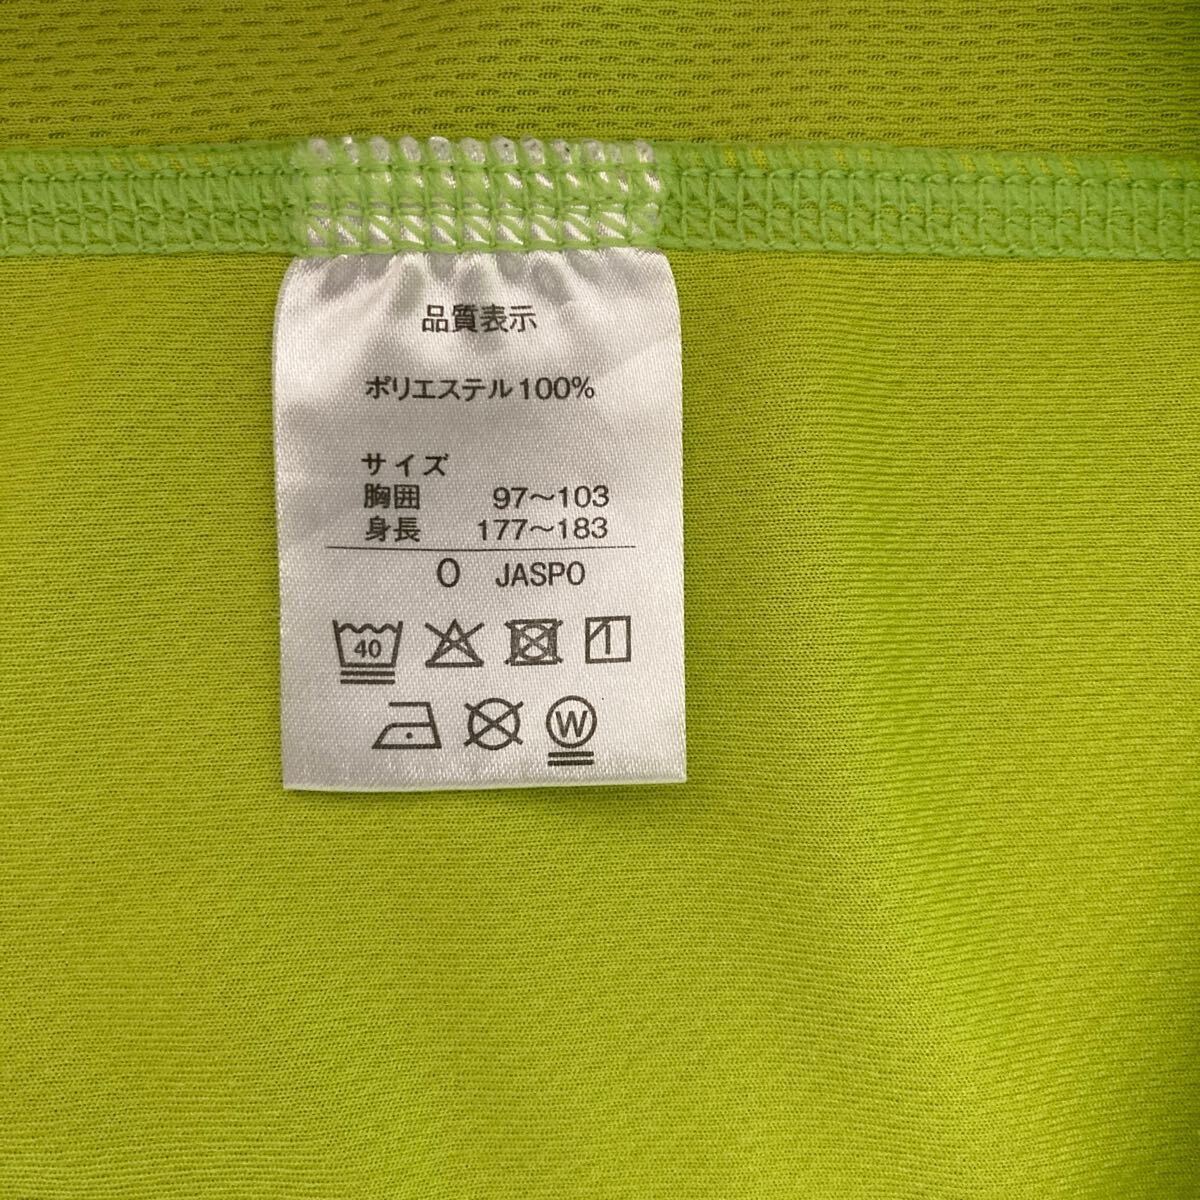 品質表示
ポリエステル100%
サイズ
胸囲 97〜103
身長 177〜183
O JASPO
40
W